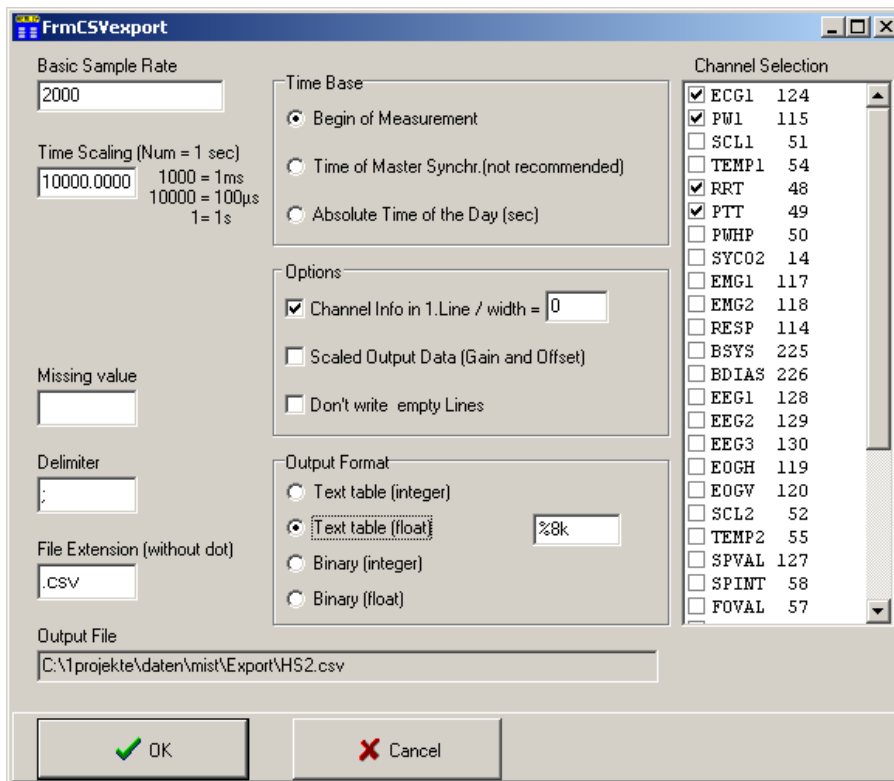 FrmCSVexport
Basic Sample Rate
2000
Time Scaling (Num = 1 sec)
10000.0000
1000 = 1ms
10000 = 100µs
1= 1s
Missing value
Delimiter
;
File Extension (without dot)
.csv
Output File
C:\1projekte\daten\mist\Export\HS2.csv
Time Base
Begin of Measurement
Time of Master Synchr.(not recommended)
Absolute Time of the Day (sec)
Options
Channel Info in 1.Line / width = 0
Scaled Output Data (Gain and Offset)
Don't write empty Lines
Output Format
Text table (integer)
Text table (float) %8k
Binary (integer)
Binary (float)
Channel Selection
ECG1 124
PW1 115
SCL1 51
TEMP1 54
RRT 48
PTT 49
PWHP 50
SYCO2 14
EMG1 117
EMG2 118
RESP 114
BSYS 225
BDIAS 226
EEG1 128
EEG2 129
EEG3 130
EOGH 119
EOGV 120
SCL2 52
TEMP2 55
SPVAL 127
SPINT 58
FOVAL 57
OK
Cancel